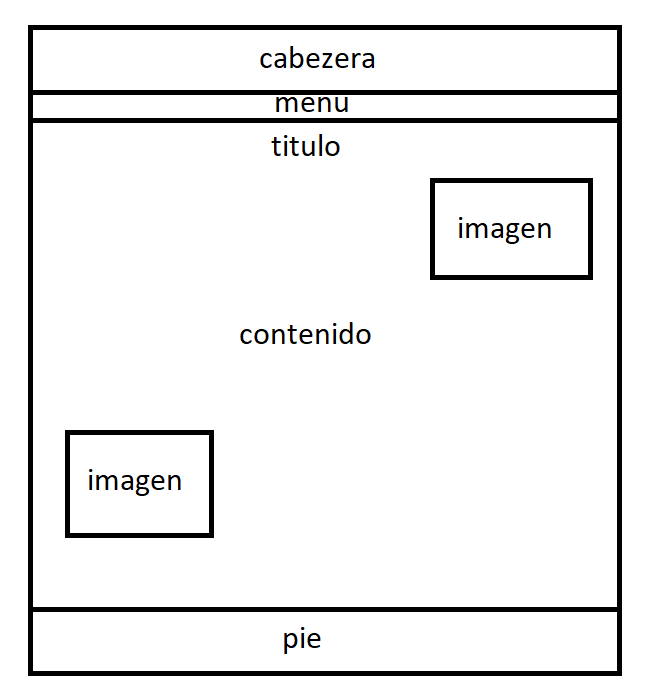 cabezera
menu
titulo
imagen
contenido
imagen
pie